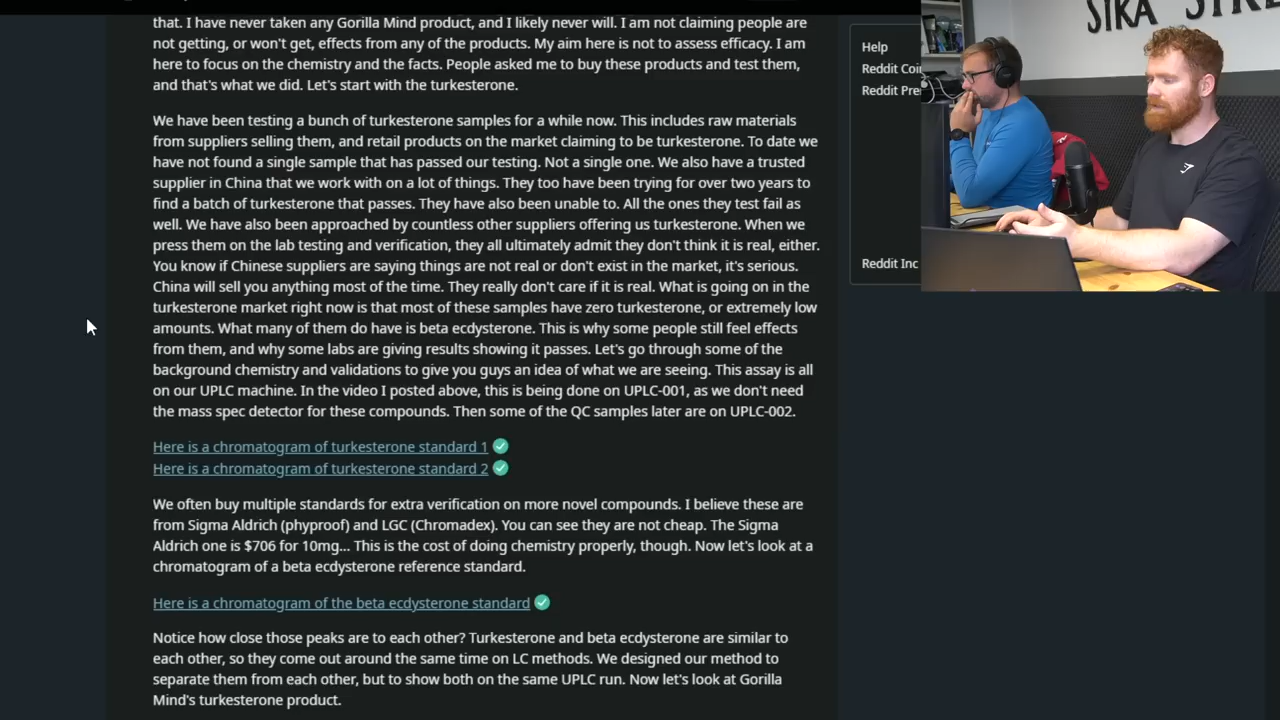 that. I have never taken any Gorilla Mind product, and I likely never will. I am not claiming people are
not getting, or won't get, effects from any of the products. My aim here is not to assess efficacy. I am
here to focus on the chemistry and the facts. People asked me to buy these products and test them,
and that's what we did. Let's start with the turkesterone.
We have been testing a bunch of turkesterone samples for a while now. This includes raw materials
from suppliers selling them, and retail products on the market claiming to be turkesterone. To date we
have not found a single sample that has passed our testing. Not a single one. We also have a trusted
supplier in China that we work with on a lot of things. They too have been trying for over two years to
find a batch of turkesterone that passes. They have also been unable to. All the ones they test fail as
well. We have also been approached by countless other suppliers offering us turkesterone. When we
press them on the lab testing and verification, they all ultimately admit they don't think it is real, either.
You know if Chinese suppliers are saying things are not real or don't exist in the market, it's serious.
China will sell you anything most of the time. They really don't care if it is real. What is going on in the
turkesterone market right now is that most of these samples have zero turkesterone, or extremely low
amounts. What many of them do have is beta ecdysterone. This is why some people still feel effects
from them, and why some labs are giving results showing it passes. Let's go through some of the
background chemistry and validations to give you guys an idea of what we are seeing. This assay is all
on our UPLC machine. In the video I posted above, this is being done on UPLC-001, as we don't need
the mass spec detector for these compounds. Then some of the QC samples later are on UPLC-002.
Here is a chromatogram of turkesterone standard 1
Here is a chromatogram of turkesterone standard 2
We often buy multiple standards for extra verification on more novel compounds. I believe these are
from Sigma Aldrich (phyproof) and LGC (Chromadex). You can see they are not cheap. The Sigma
Aldrich one is $706 for 10mg... This is the cost of doing chemistry properly, though. Now let's look at a
chromatogram of a beta ecdysterone reference standard.
Here is a chromatogram of the beta ecdysterone standard
Notice how close those peaks are to each other? Turkesterone and beta ecdysterone are similar to
each other, so they come out around the same time on LC methods. We designed our method to
separate them from each other, but to show both on the same UPLC run. Now let's look at Gorilla
Mind's turkesterone product.
Help
Reddit Coi
Reddit Pre
Reddit Inc
SIKA STRE